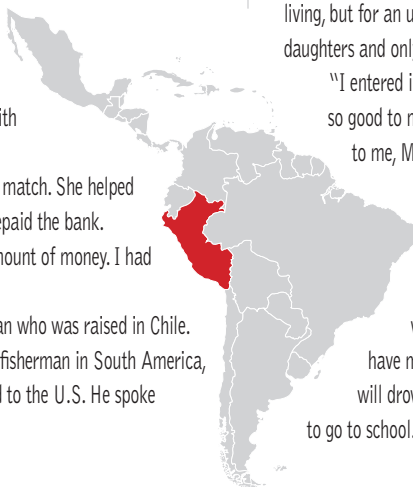 ith
match. She helped
epaid the bank.
nount of money. I had
an who was raised in Chile.
fisherman in South America,
d to the U.S. He spoke
living, but for an u
daughters and only
“I entered i
so good to m
to me, M
have n
will drov
to go to school.